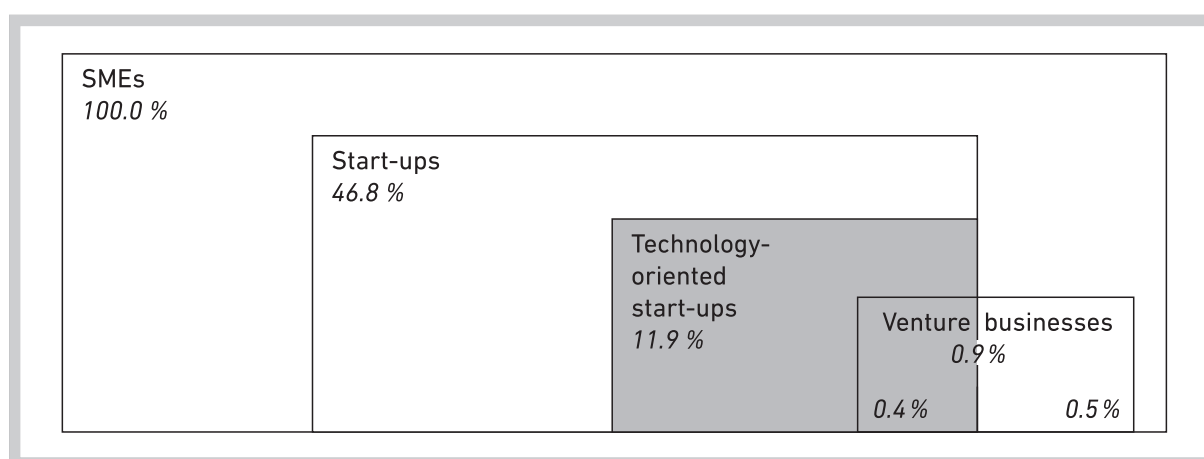 SMEs
100.0 %
Start-ups
46.8 %
Technology-
oriented
start-ups
11.9 %
Venture businesses
0.9 %
0.4 % 0.5 %